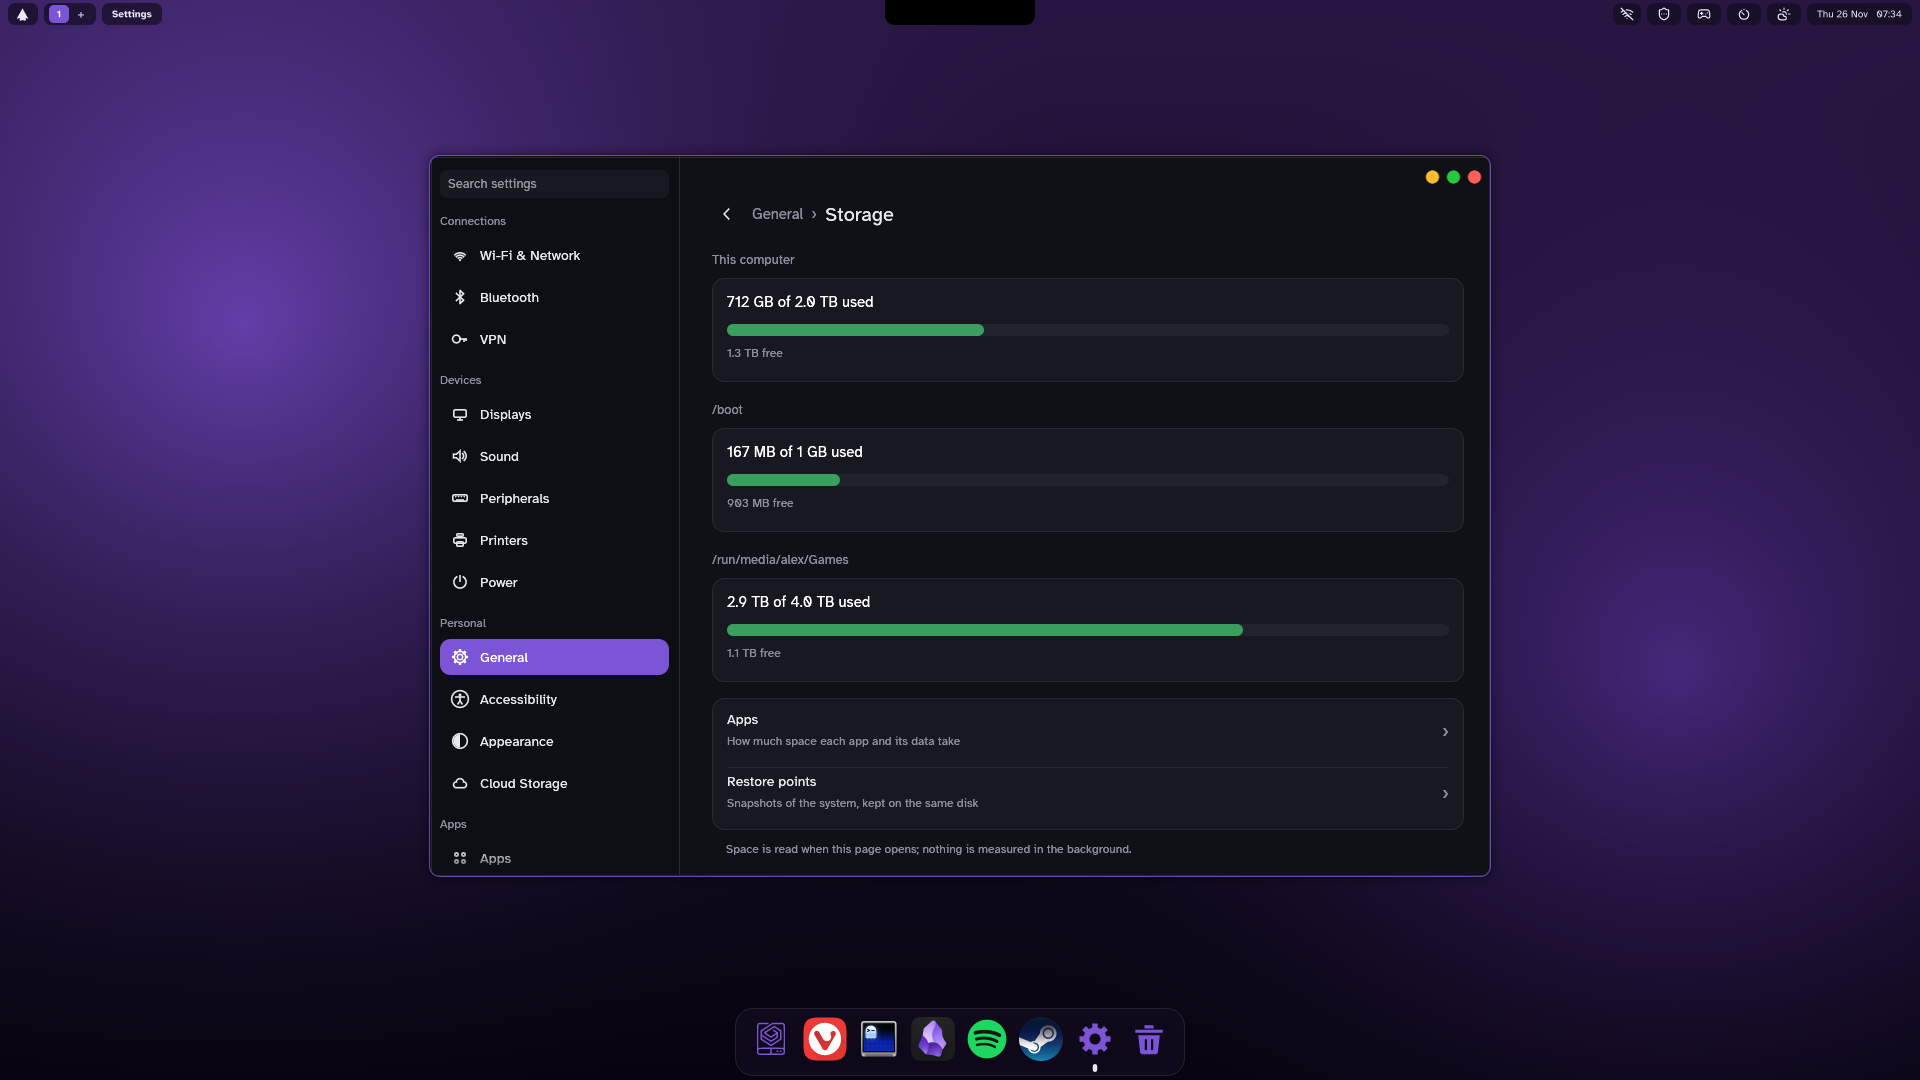 1 +
Settings
Thu 26 Nov 07:34
Search settings
Connections
Wi-Fi & Network
Bluetooth
VPN
Devices
Displays
Sound
Peripherals
Printers
Power
Personal
General
Accessibility
Appearance
Cloud Storage
Apps
Apps
General › Storage
This computer
712 GB of 2.0 TB used
1.3 TB free
/boot
167 MB of 1 GB used
903 MB free
/run/media/alex/Games
2.9 TB of 4.0 TB used
1.1 TB free
Apps
How much space each app and its data take
Restore points
Snapshots of the system, kept on the same disk
Space is read when this page opens; nothing is measured in the background.